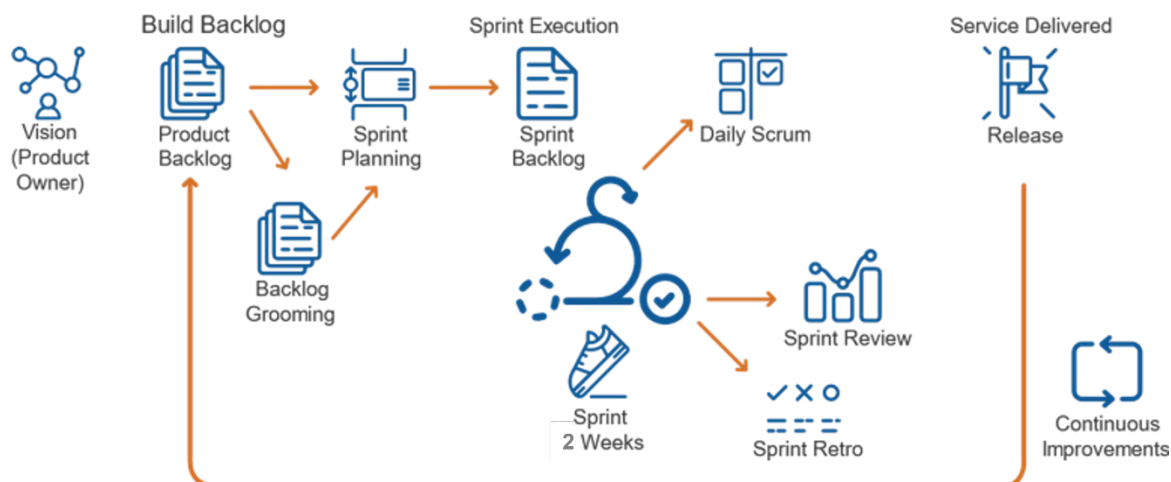 Build Backlog
Sprint Execution
Service Delivered
Vision
(Product
Owner)
Product
Backlog
Sprint
Planning
Sprint
Backlog
Daily Scrum
Release
Backlog
Grooming
Sprint Review
Sprint
2 Weeks
Sprint Retro
Continuous
Improvements